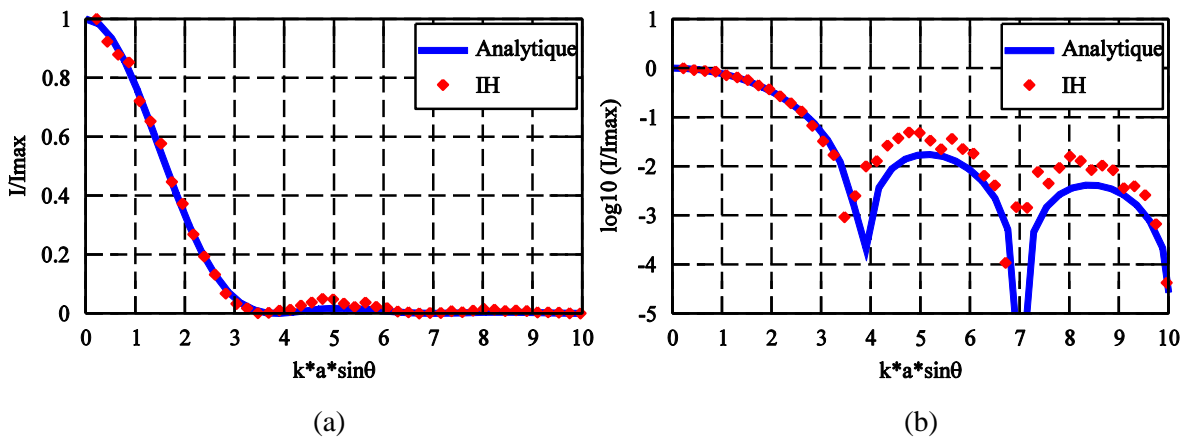 1
0.8
0.6
0.4
0.2
0
I/Imax
0 1 2 3 4 5 6 7 8 9 10
k*a*sinθ
Analytique
IH
(a)
1
0
-1
-2
-3
-4
-5
log10 (I/Imax)
0 1 2 3 4 5 6 7 8 9 10
k*a*sinθ
Analytique
IH
(b)